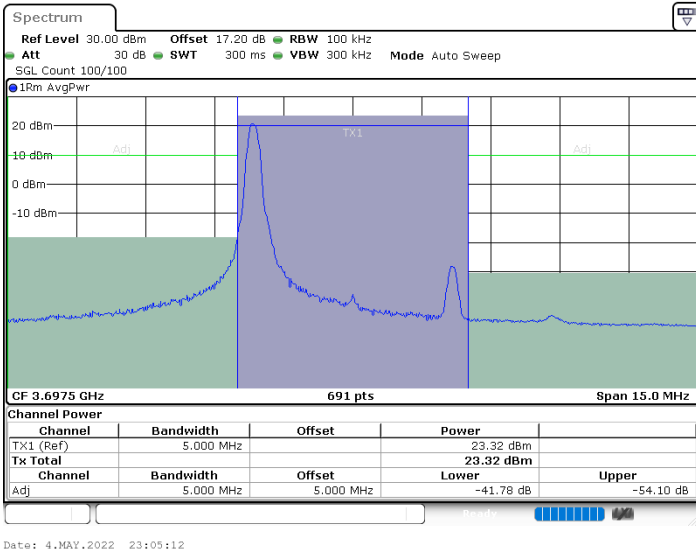 Spectrum
Ref Level 30.00 dBm Offset 17.20 dB RBW 100 kHz
Att 30 dB SWT 300 ms VBW 300 kHz Mode Auto Sweep
SGL Count 100/100
1Rm AvgPwr
20 dBm
TX1
10 dBm Adj Adj
0 dBm
-10 dBm
CF 3.6975 GHz 691 pts Span 15.0 MHz
Channel Power
Channel Bandwidth Offset Power
TX1 (Ref) 5.000 MHz 23.32 dBm
Tx Total 23.32 dBm
Channel Bandwidth Offset Lower Upper
Adj 5.000 MHz 5.000 MHz -41.78 dB -54.10 dB
Ready
Date: 4.MAY.2022 23:05:12